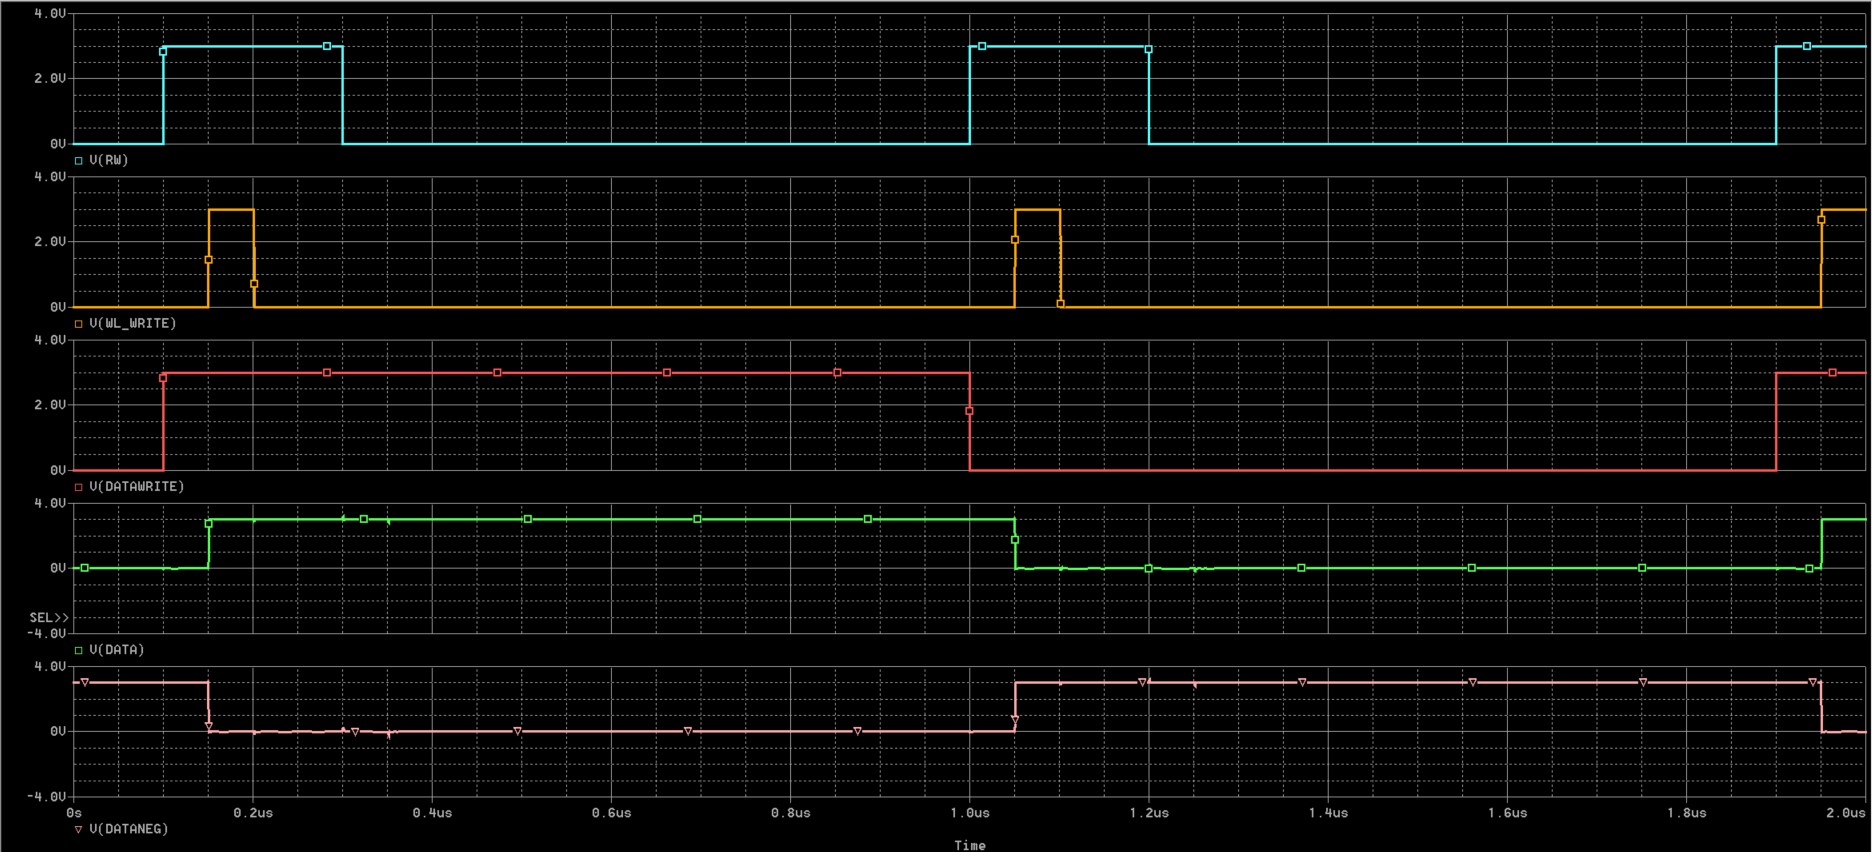 4.0V
2.0V
0V
V(RW)
4.0V
2.0V
0V
V(WL_WRITE)
4.0V
2.0V
0V
V(DATAWRITE)
4.0V
0V
SEL>>
-4.0V
V(DATA)
4.0V
0V
-4.0V
0s 0.2us 0.4us 0.6us 0.8us 1.0us 1.2us 1.4us 1.6us 1.8us 2.0us
V(DATANEG)
Time